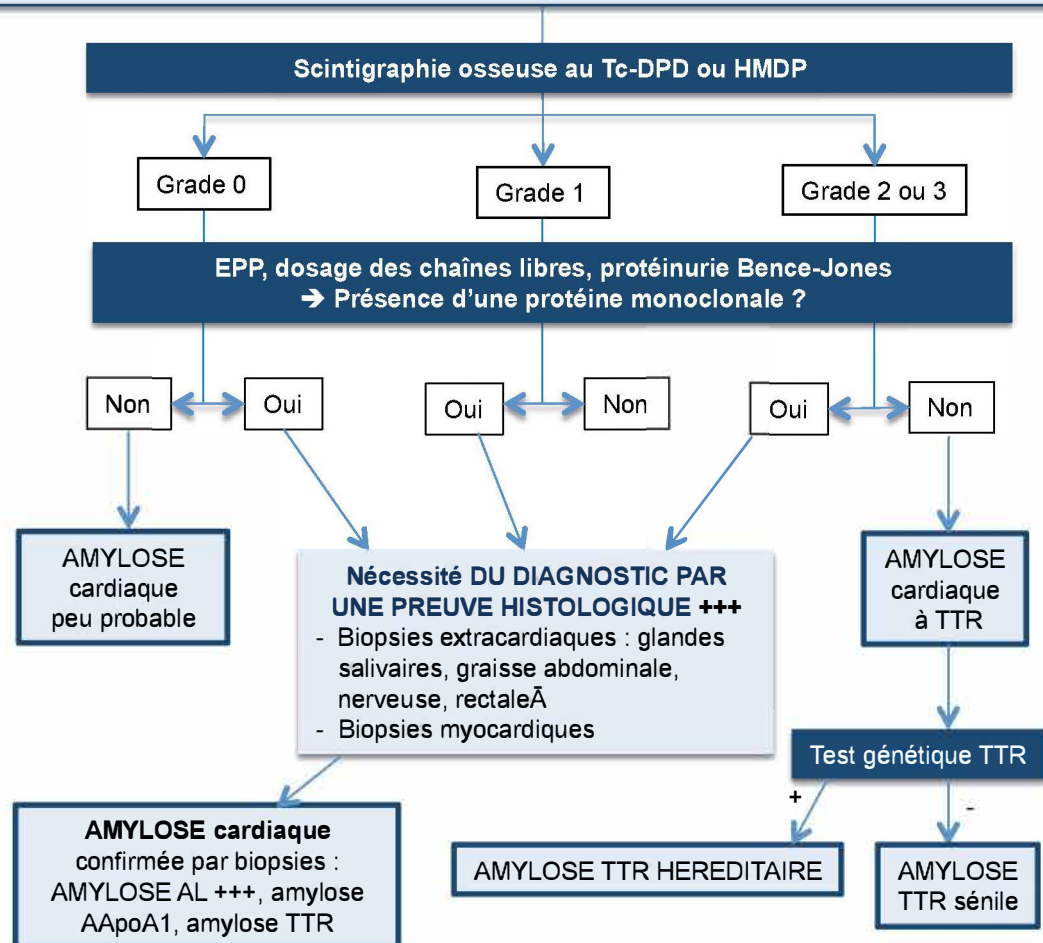 Scintigraphie osseuse au Tc-DPD ou HMDP
Grade 0
Grade 1
Grade 2 ou 3
EPP, dosage des chaînes libres, protéinurie Bence-Jones
➔ Présence d’une protéine monoclonale ?
Non
Oui
Oui
Non
Oui
Non
AMYLOSE
cardiaque
peu probable
Nécessité DU DIAGNOSTIC PAR
UNE PREUVE HISTOLOGIQUE +++
- Biopsies extracardiaques : glandes
salivaires, graisse abdominale,
nerveuse, rectaleĀ
- Biopsies myocardiques
AMYLOSE
cardiaque
à TTR
Test génétique TTR
+
-
AMYLOSE cardiaque
confirmée par biopsies :
AMYLOSE AL +++, amylose
AApoA1, amylose TTR
AMYLOSE TTR HEREDITAIRE
AMYLOSE
TTR sénile